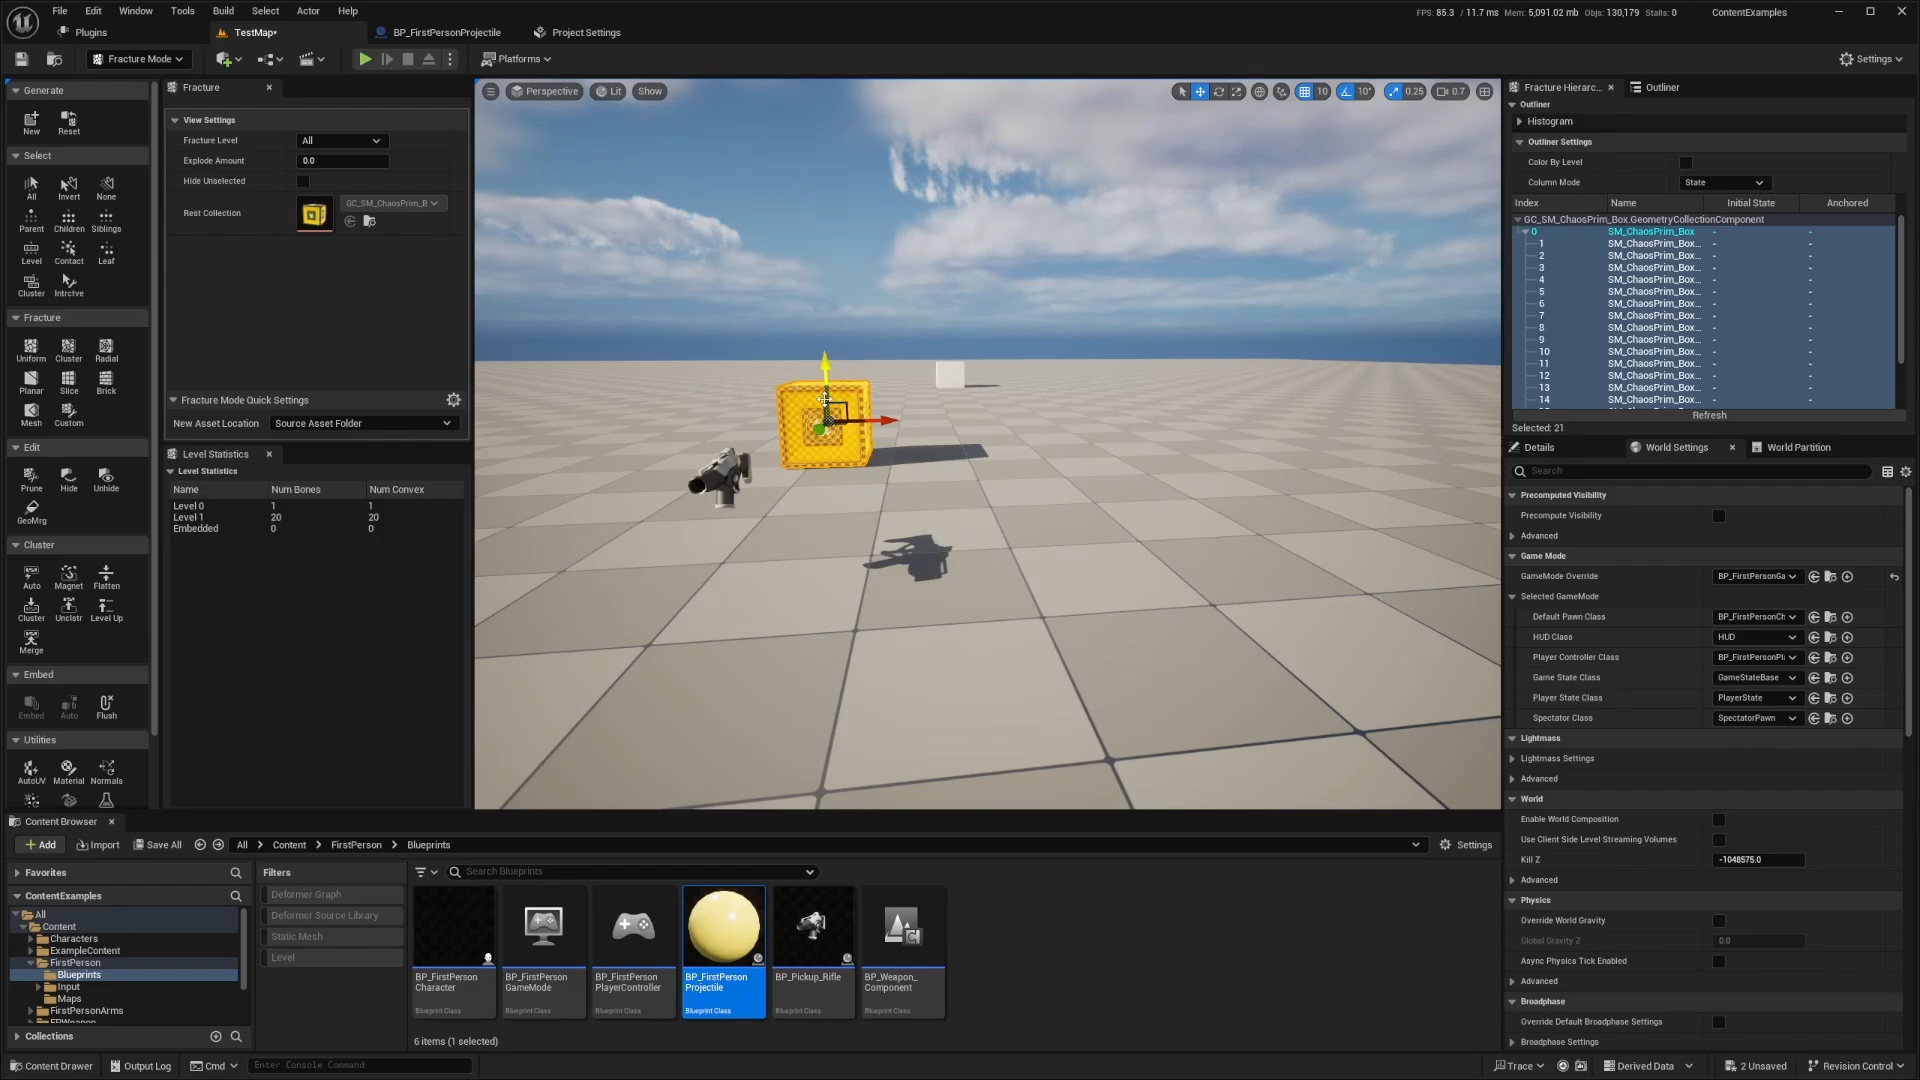 File Edit Window Tools Build Select Actor Help
FPS: 85.3 / 11.7 ms Mem: 5,091.02 mb Objs: 130,179 Stalls: 0
ContentExamples
Plugins
TestMap•
BP_FirstPersonProjectile
Project Settings
Fracture Mode
Platforms
Settings
Generate
New Reset
Select
All Invert None
Parent Children Siblings
Level Contact Leaf
Cluster Intrctve
Fracture
Uniform Cluster Radial
Planar Slice Brick
Mesh Custom
Edit
Prune Hide Unhide
GeoMrg
Cluster
Auto Magnet Flatten
Cluster Unclstr Level Up
Merge
Embed
Embed Auto Flush
Utilities
AutoUV Material Normals
Fracture
View Settings
Fracture Level All
Explode Amount 0.0
Hide Unselected
Rest Collection GC_SM_ChaosPrim_B
Fracture Mode Quick Settings
New Asset Location Source Asset Folder
Level Statistics
Level Statistics
Name Num Bones Num Convex
Level 0 1 1
Level 1 20 20
Embedded 0 0
Perspective Lit Show
10 10° 0.25 0.7
Fracture Hierarc... Outliner
Outliner
Histogram
Outliner Settings
Color By Level
Column Mode State
Index Name Initial State Anchored
GC_SM_ChaosPrim_Box.GeometryCollectionComponent
0 SM_ChaosPrim_Box - -
1 SM_ChaosPrim_Box... - -
2 SM_ChaosPrim_Box... - -
3 SM_ChaosPrim_Box... - -
4 SM_ChaosPrim_Box... - -
5 SM_ChaosPrim_Box... - -
6 SM_ChaosPrim_Box... - -
7 SM_ChaosPrim_Box... - -
8 SM_ChaosPrim_Box... - -
9 SM_ChaosPrim_Box... - -
10 SM_ChaosPrim_Box... - -
11 SM_ChaosPrim_Box... - -
12 SM_ChaosPrim_Box... - -
13 SM_ChaosPrim_Box... - -
14 SM_ChaosPrim_Box... - -
Refresh
Selected: 21
Details World Settings World Partition
Search
Precomputed Visibility
Precompute Visibility
Advanced
Game Mode
GameMode Override BP_FirstPersonGa
Selected GameMode
Default Pawn Class BP_FirstPersonCh
HUD Class HUD
Player Controller Class BP_FirstPersonPl
Game State Class GameStateBase
Player State Class PlayerState
Spectator Class SpectatorPawn
Lightmass
Lightmass Settings
Advanced
World
Enable World Composition
Use Client Side Level Streaming Volumes
Kill Z -1048575.0
Advanced
Physics
Override World Gravity
Global Gravity Z 0.0
Async Physics Tick Enabled
Advanced
Broadphase
Override Default Broadphase Settings
Broadphase Settings
Content Browser
Add Import Save All All > Content > FirstPerson > Blueprints Settings
Favorites
ContentExamples
All
Content
Characters
ExampleContent
FirstPerson
Blueprints
Input
Maps
FirstPersonArms
Collections
Filters
Deformer Graph
Deformer Source Library
Static Mesh
Level
Search Blueprints
BP_FirstPerson
Character
Blueprint Class
BP_FirstPerson
GameMode
Blueprint Class
BP_FirstPerson
PlayerController
Blueprint Class
BP_FirstPerson
Projectile
Blueprint Class
BP_Pickup_Rifle
Blueprint Class
BP_Weapon_
Component
Blueprint Class
6 items (1 selected)
Content Drawer Output Log Cmd Enter Console Command
Trace Derived Data 2 Unsaved Revision Control